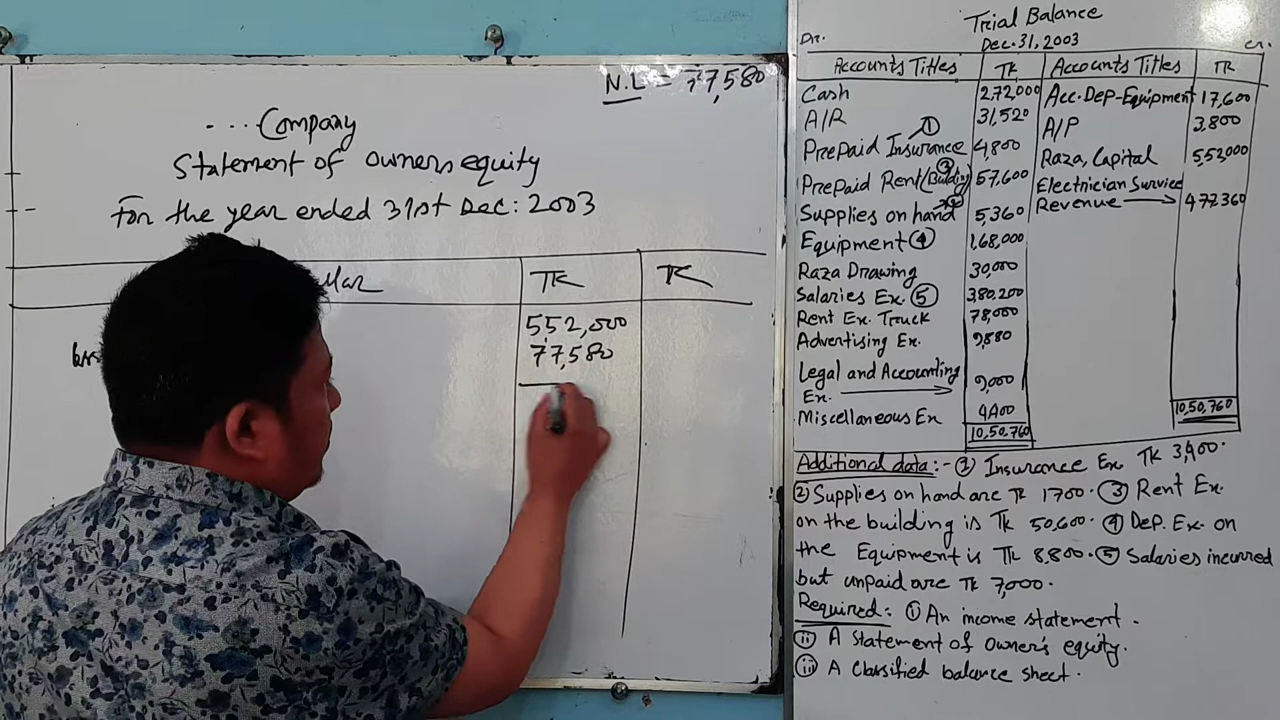 N.L = 77,580
... Company
Statement of owners equity
For the year ended 31st Dec: 2003
TK TK
552,000
77,580
Trial Balance
Dec. 31, 2003
Dr. Cr.
Accounts Titles TK Accounts Titles TK
Cash 2,72,000 Acc. Dep-Equipment 17,600
A/R 31,520 A/P 3,800
Prepaid Insurance ① 4,800 Raza, Capital 5,52,000
Prepaid Rent (Building) ③ 57,600 Electrician Survice
Supplies on hand ② 5,360 Revenue → 477360
Equipment ④ 1,68,000
Raza Drawing 30,000
Salaries Ex. ⑤ 3,80,200
Rent Ex. Truck 78,000
Advertising Ex. 9,880
Legal and Accounting
Ex. → 9,000
Miscellaneous Ex 4,400
10,50,760 10,50,760
Additional data:- ① Insurance Ex. TK 3,400.
② Supplies on hand are TK 1700. ③ Rent Ex.
on the building is TK 50,600. ④ Dep. Ex. on
the Equipment is TK 8,800. ⑤ Salaries incurred
but unpaid are TK 7,000.
Required:- ① An income statement.
ⅱ A statement of owner's equity.
ⅲ A classified balance sheet.